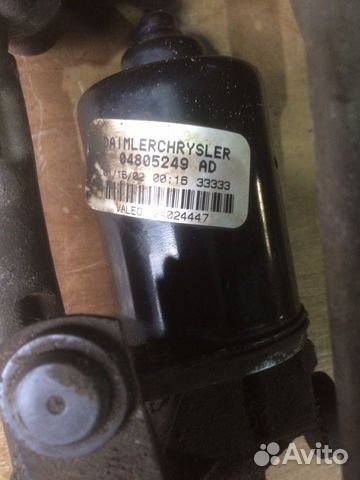 DAIMLERCHRYSLER
04805249 AD
/16/02 00:16 33333
VALEO
Avito